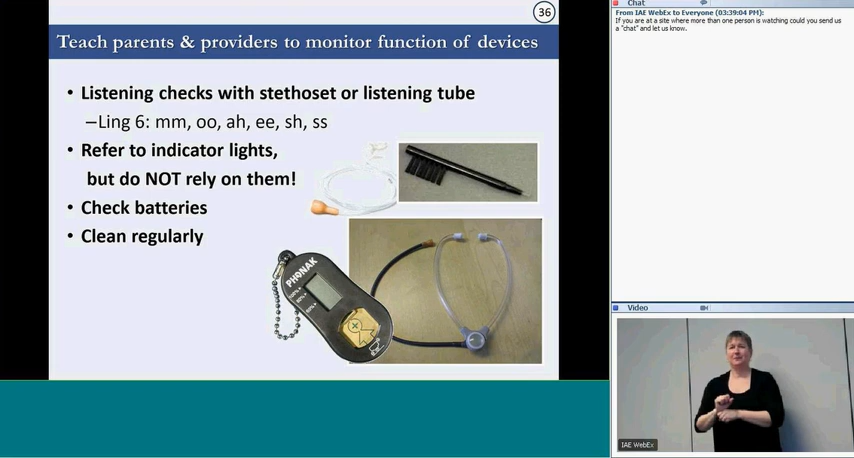 36
Teach parents & providers to monitor function of devices
• Listening checks with stethoset or listening tube
–Ling 6: mm, oo, ah, ee, sh, ss
• Refer to indicator lights,
but do NOT rely on them!
• Check batteries
• Clean regularly
PHONAK
Chat
From IAE WebEx to Everyone (03:39:04 PM):
If you are at a site where more than one person is watching could you send us
a "chat" and let us know.
Video
IAE WebEx